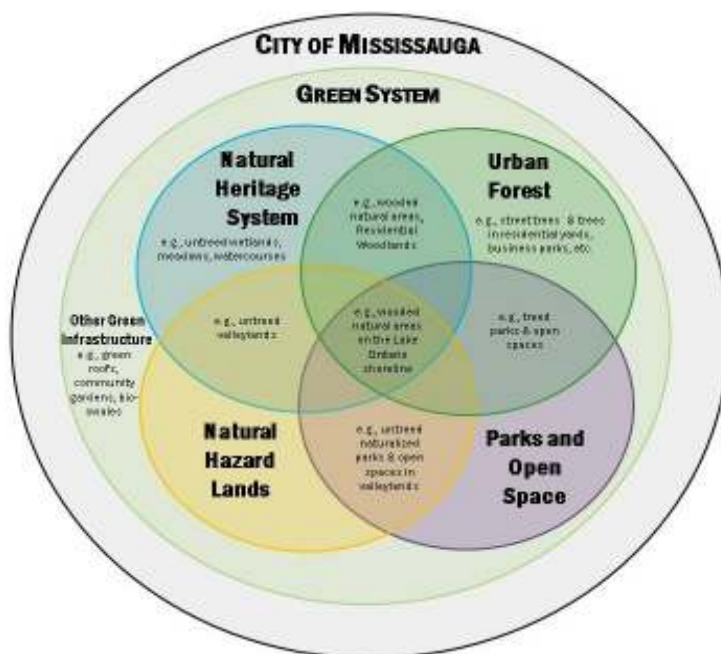 CITY OF MISSISSAUGA
GREEN SYSTEM
Natural
Heritage
System
e.g., untreed wetlands,
meadows, watercourses
e.g., wooded
natural areas,
Residential
Woodlands
Urban
Forest
e.g., street trees & trees
in residential yards,
business parks, etc.
Other Green
Infrastructure
e.g., green
roofs,
community
gardens, bio-
swales
e.g., untreed
valleylands
e.g., wooded
natural areas
on the Lake
Ontario
shoreline
e.g., treed
parks & open
spaces
Natural
Hazard
Lands
e.g., untreed
naturalized
parks & open
spaces in
valleylands
Parks and
Open
Space